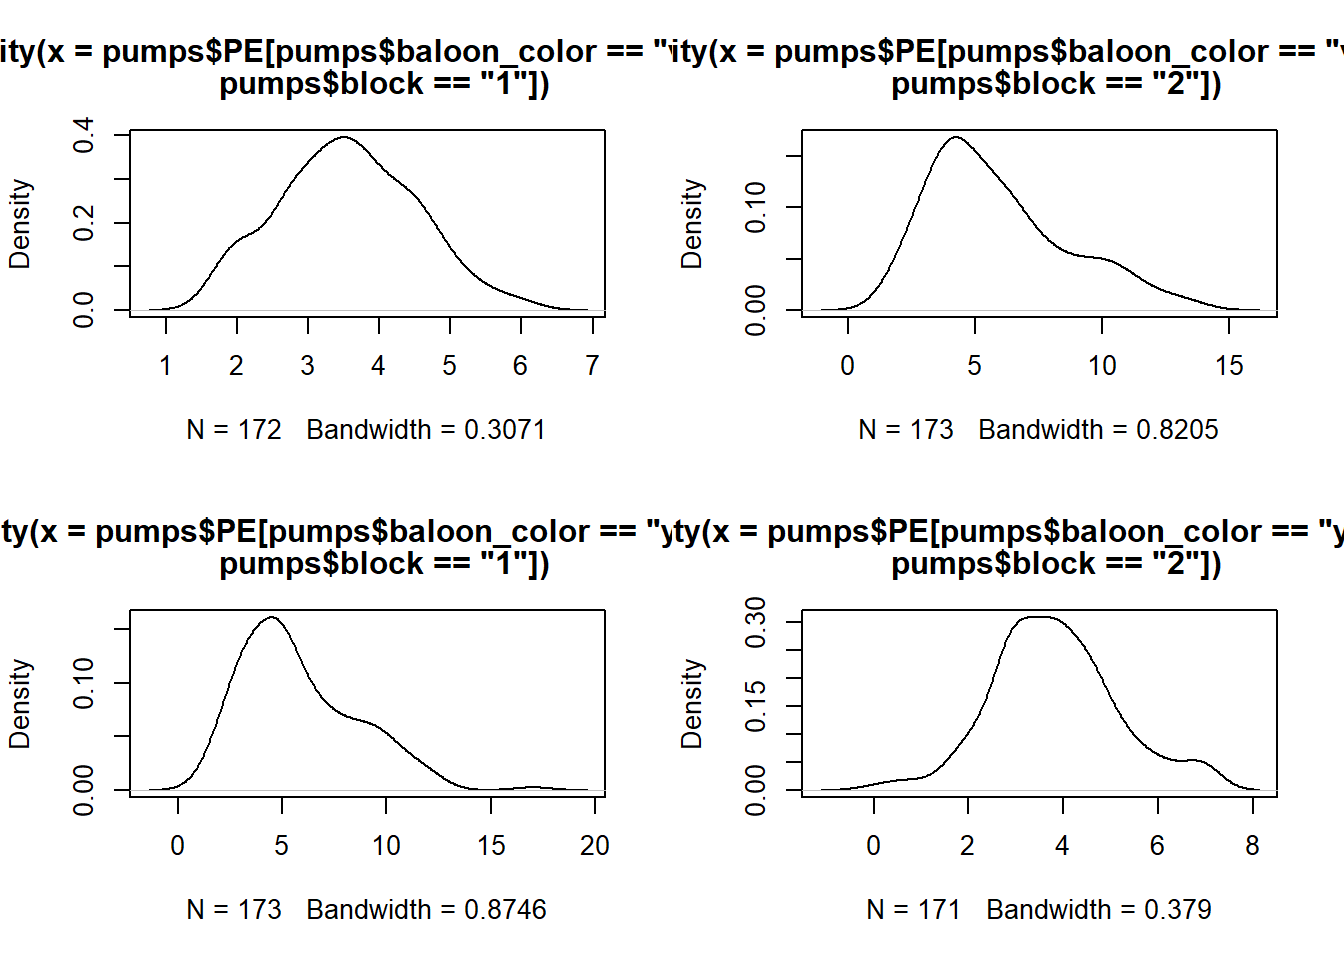 ity(x = pumps$PE[pumps$baloon_color == "
pumps$block == "1"])
Density
0.0 0.2 0.4
1 2 3 4 5 6 7
N = 172 Bandwidth = 0.3071
ity(x = pumps$PE[pumps$baloon_color == "
pumps$block == "2"])
Density
0.00 0.10
0 5 10 15
N = 173 Bandwidth = 0.8205
ty(x = pumps$PE[pumps$baloon_color == "y
pumps$block == "1"])
Density
0.00 0.10
0 5 10 15 20
N = 173 Bandwidth = 0.8746
ty(x = pumps$PE[pumps$baloon_color == "y
pumps$block == "2"])
Density
0.00 0.15 0.30
0 2 4 6 8
N = 171 Bandwidth = 0.379